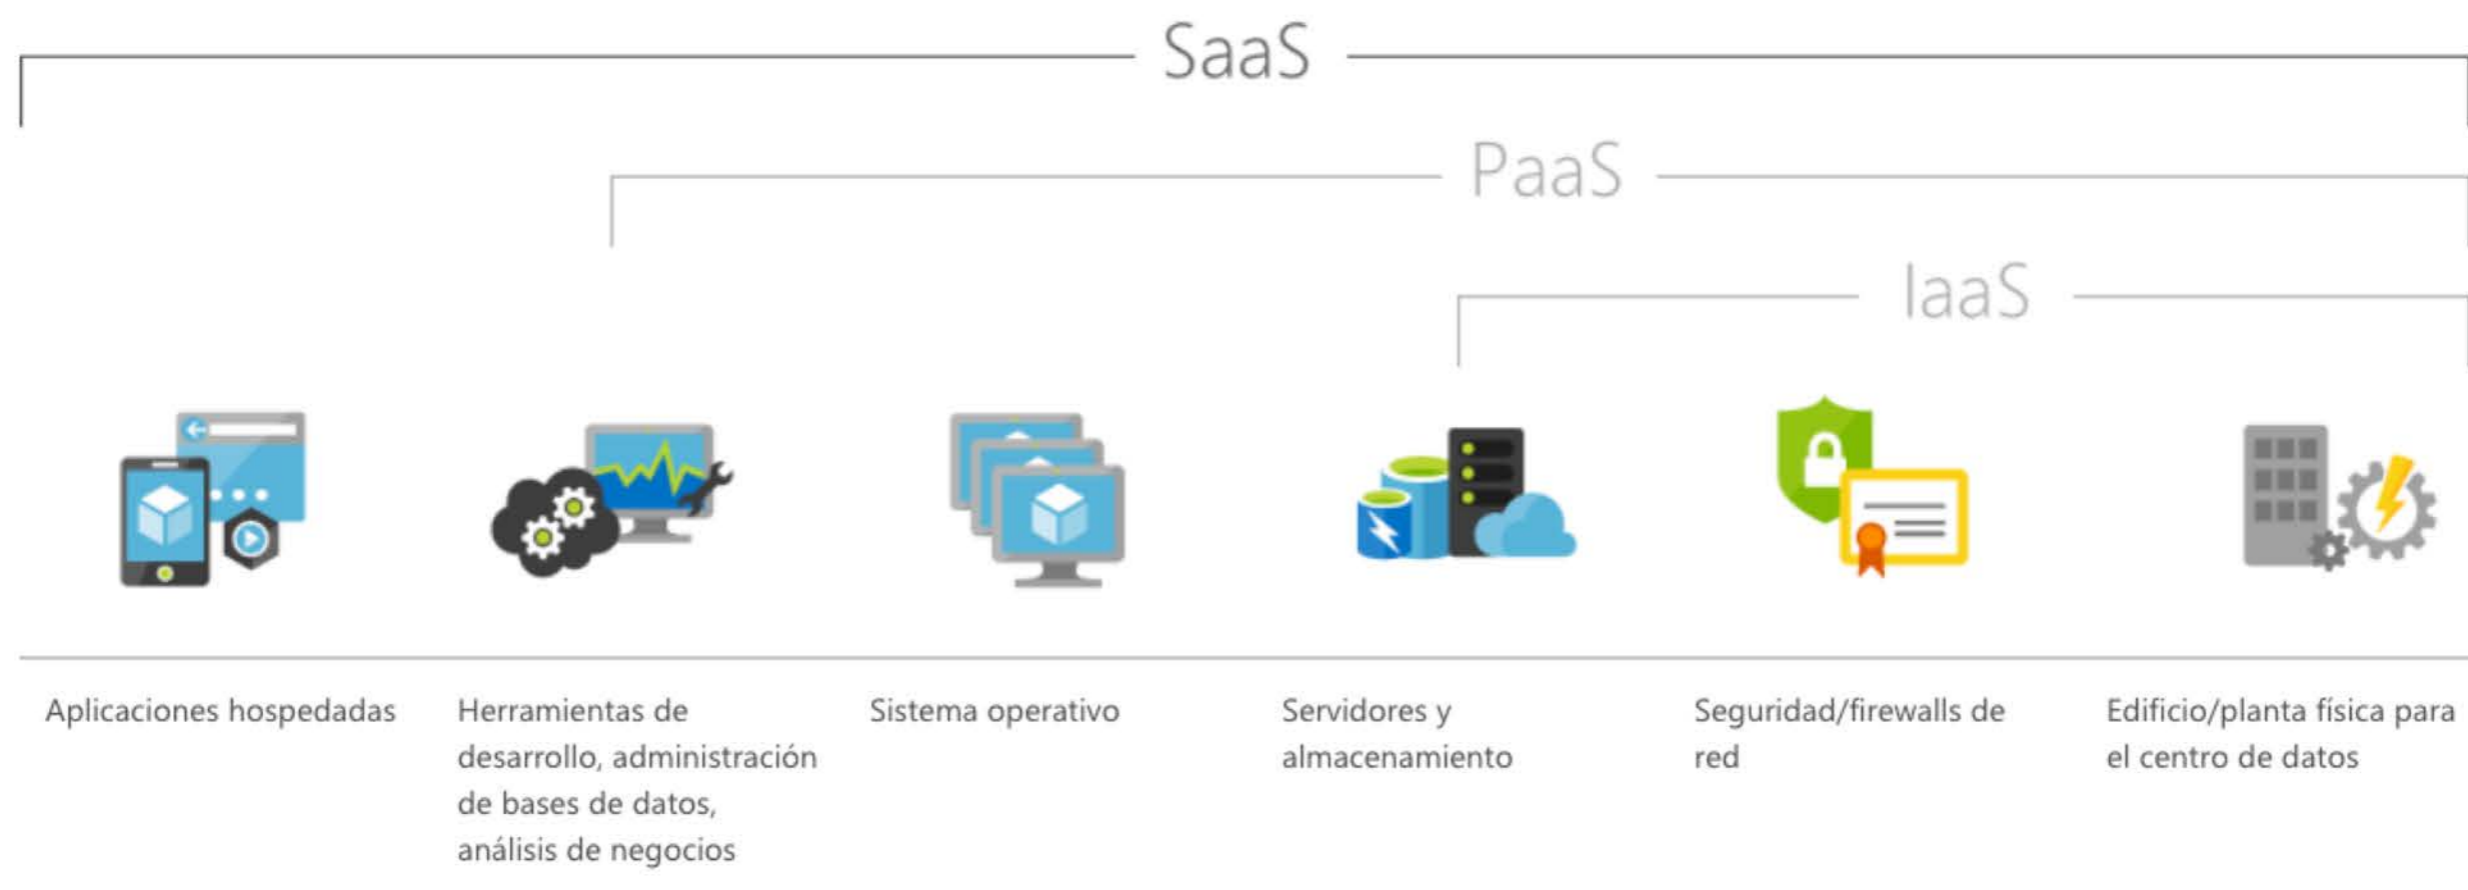 SaaS
PaaS
IaaS
Aplicaciones hospedadas
Herramientas de
desarrollo, administración
de bases de datos,
análisis de negocios
Sistema operativo
Servidores y
almacenamiento
Seguridad/firewalls de
red
Edificio/planta física para
el centro de datos